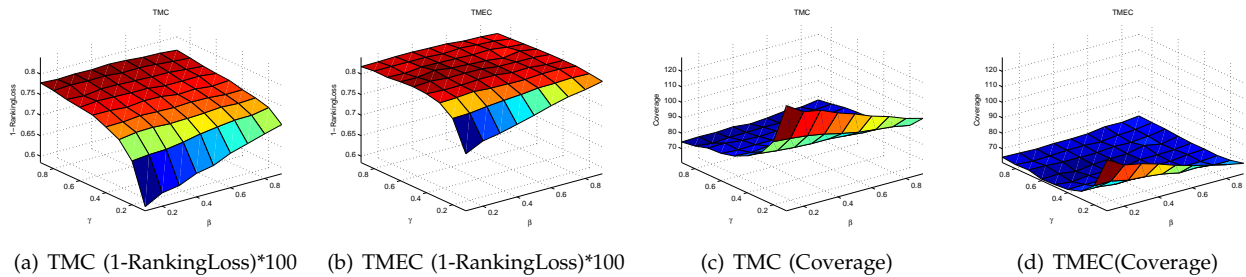 TMC
0.8
0.75
0.7
0.65
0.6
1−RankingLoss
0.8
0.6
0.4
0.2
γ
0.2
0.4
0.6
0.8
β
(a) TMC (1-RankingLoss)*100
TMEC
0.8
0.75
0.7
0.65
0.6
1−RankingLoss
0.8
0.6
0.4
0.2
γ
0.2
0.4
0.6
0.8
β
(b) TMEC (1-RankingLoss)*100
TMC
120
110
100
90
80
70
Coverage
0.8
0.6
0.4
0.2
γ
0.2
0.4
0.6
0.8
β
(c) TMC (Coverage)
TMEC
120
110
100
90
80
70
Coverage
0.8
0.6
0.4
0.2
γ
0.2
0.4
0.6
0.8
β
(d) TMEC(Coverage)